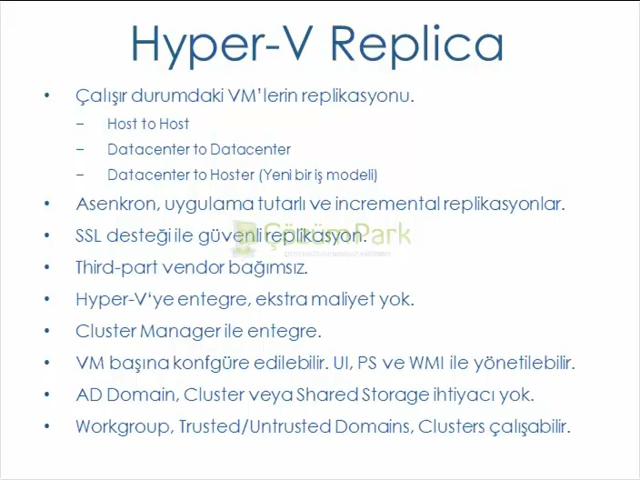 Hyper-V Replica
• Çalışır durumdaki VM'lerin replikasyonu.
– Host to Host
– Datacenter to Datacenter
– Datacenter to Hoster (Yeni bir iş modeli)
• Asenkron, uygulama tutarlı ve incremental replikasyonlar.
• SSL desteği ile güvenli replikasyon.
ÇözümPark
• Third-part vendor bağımsız.
• Hyper-V'ye entegre, ekstra maliyet yok.
• Cluster Manager ile entegre.
• VM başına konfgüre edilebilir. UI, PS ve WMI ile yönetilebilir.
• AD Domain, Cluster veya Shared Storage ihtiyacı yok.
• Workgroup, Trusted/Untrusted Domains, Clusters çalışabilir.